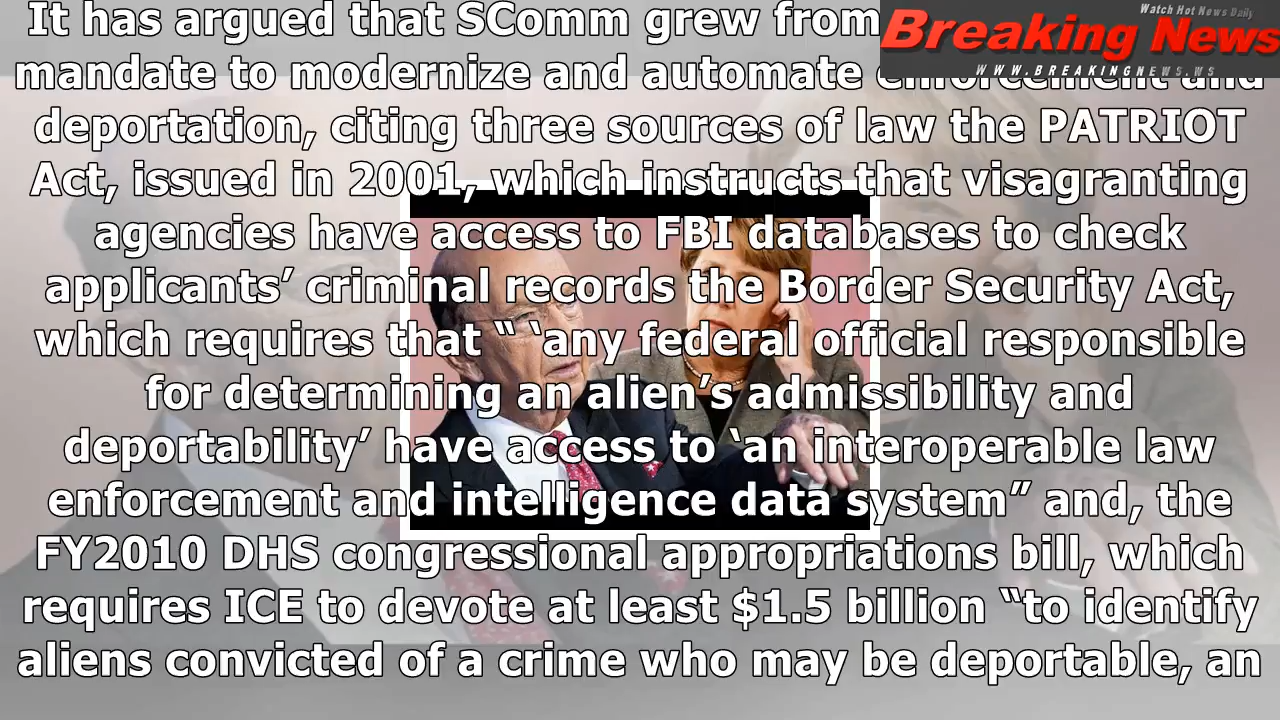 It has argued that SComm grew from
Watch Hot News Daily
Breaking News
WWW.BREAKINGNEWS.WS
mandate to modernize and automate enforcement and
deportation, citing three sources of law the PATRIOT
Act, issued in 2001, which instructs that visagranting
agencies have access to FBI databases to check
applicants’ criminal records the Border Security Act,
which requires that “ ‘any federal official responsible
for determining an alien’s admissibility and
deportability’ have access to ‘an interoperable law
enforcement and intelligence data system” and, the
FY2010 DHS congressional appropriations bill, which
requires ICE to devote at least $1.5 billion “to identify
aliens convicted of a crime who may be deportable, an